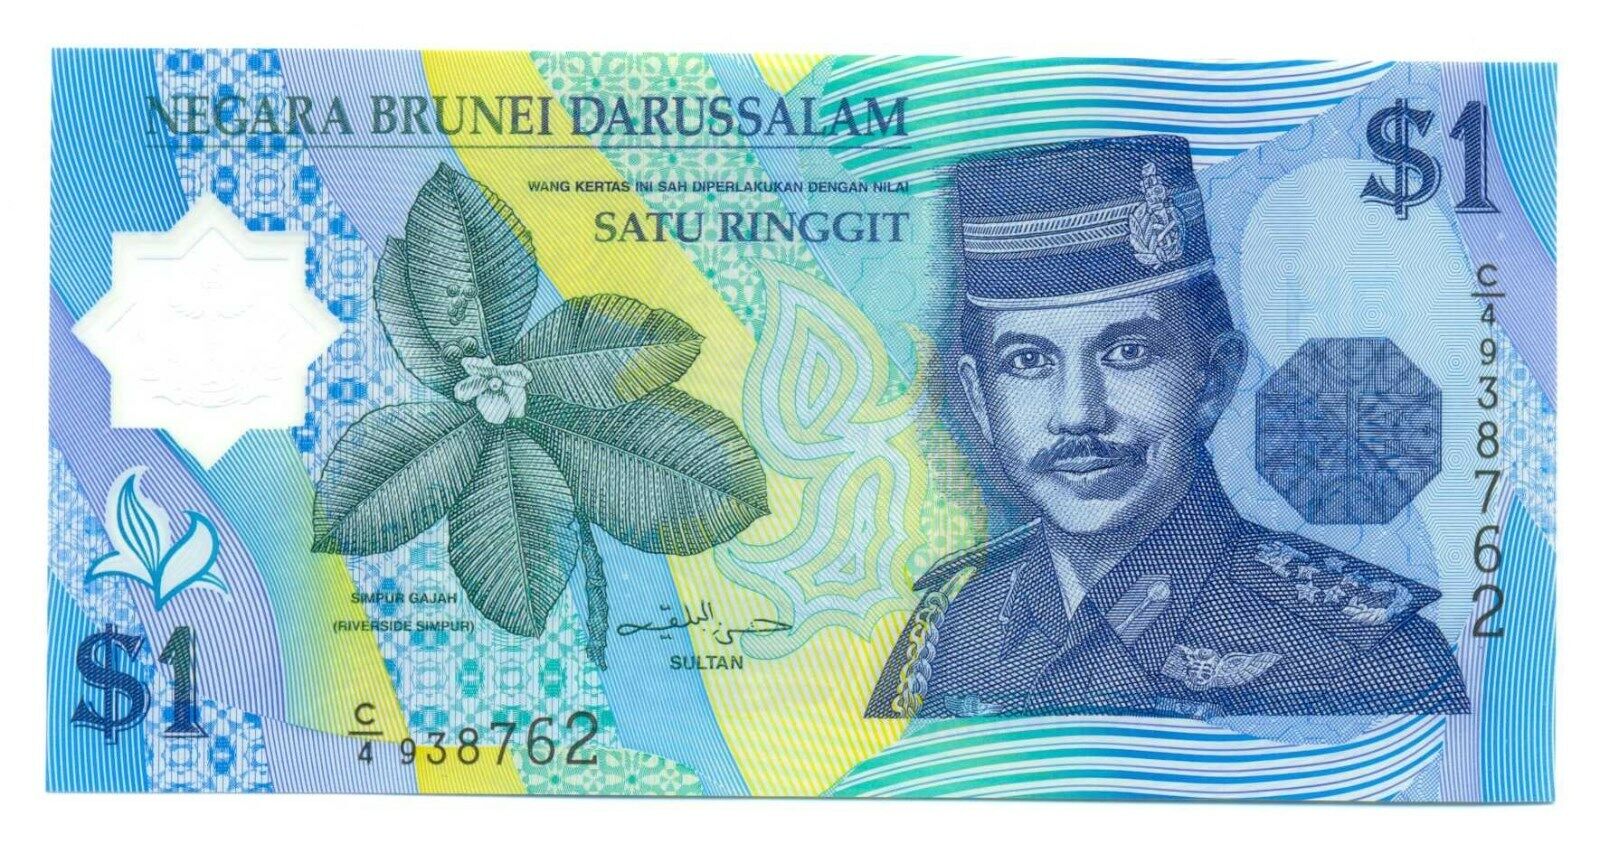 NEGARA BRUNEI DARUSSALAM
$1
WANG KERTAS INI SAH DIPERLAKUKAN DENGAN NILAI
SATU RINGGIT
C/4 938762
SIMPUR GAJAH
(RIVERSIDE SIMPUR)
SULTAN
$1
C/4 938762